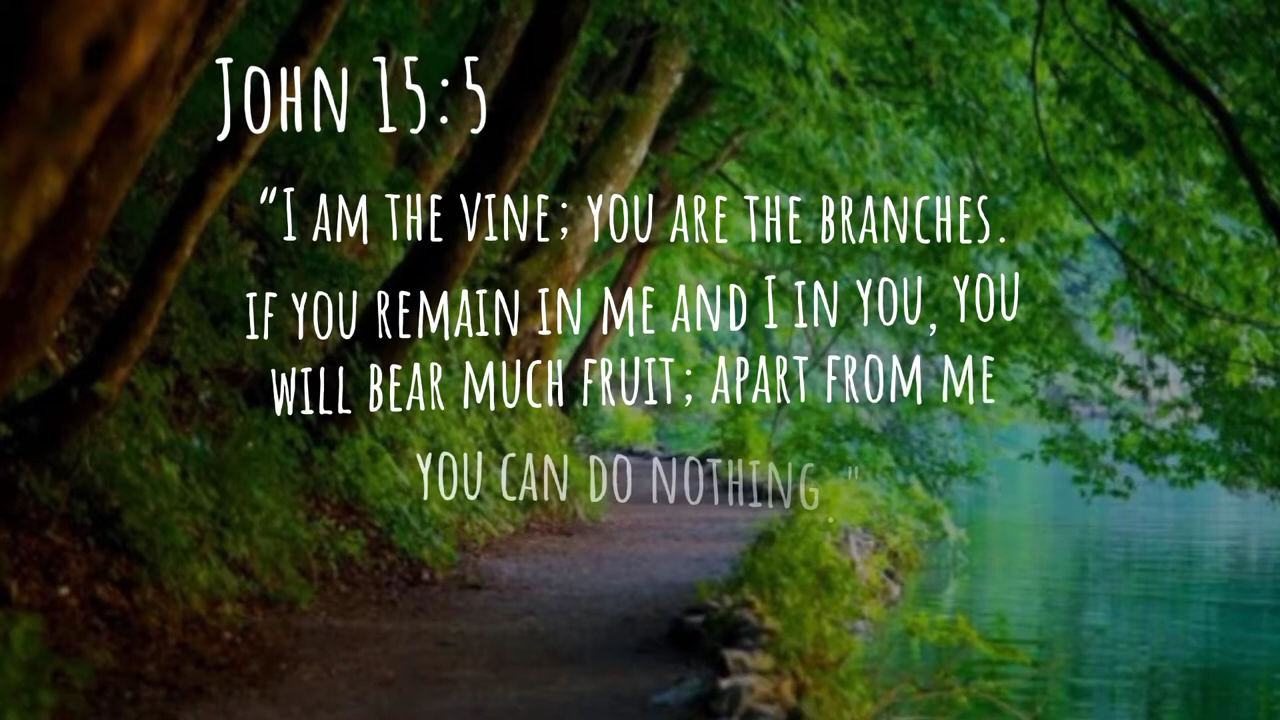 John 15:5
“I am the vine; you are the branches.
if you remain in me and I in you, you
will bear much fruit; apart from me
you can do nothing."